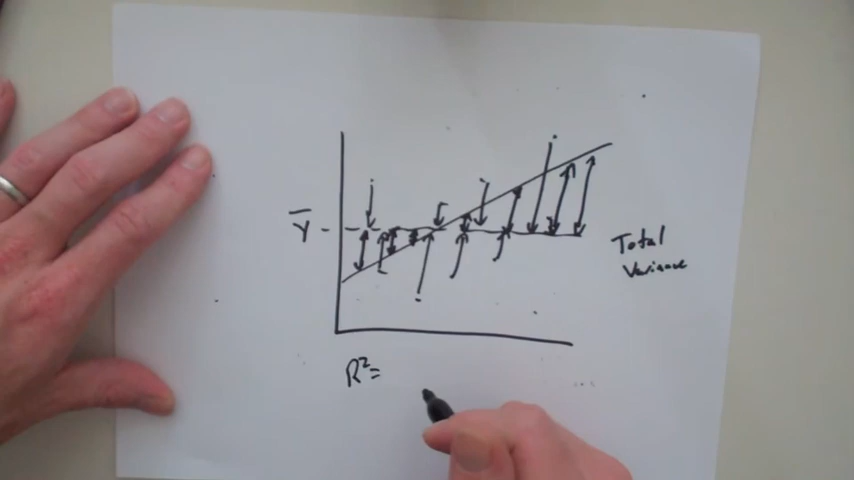 Y̅
Total
Variance
R²=